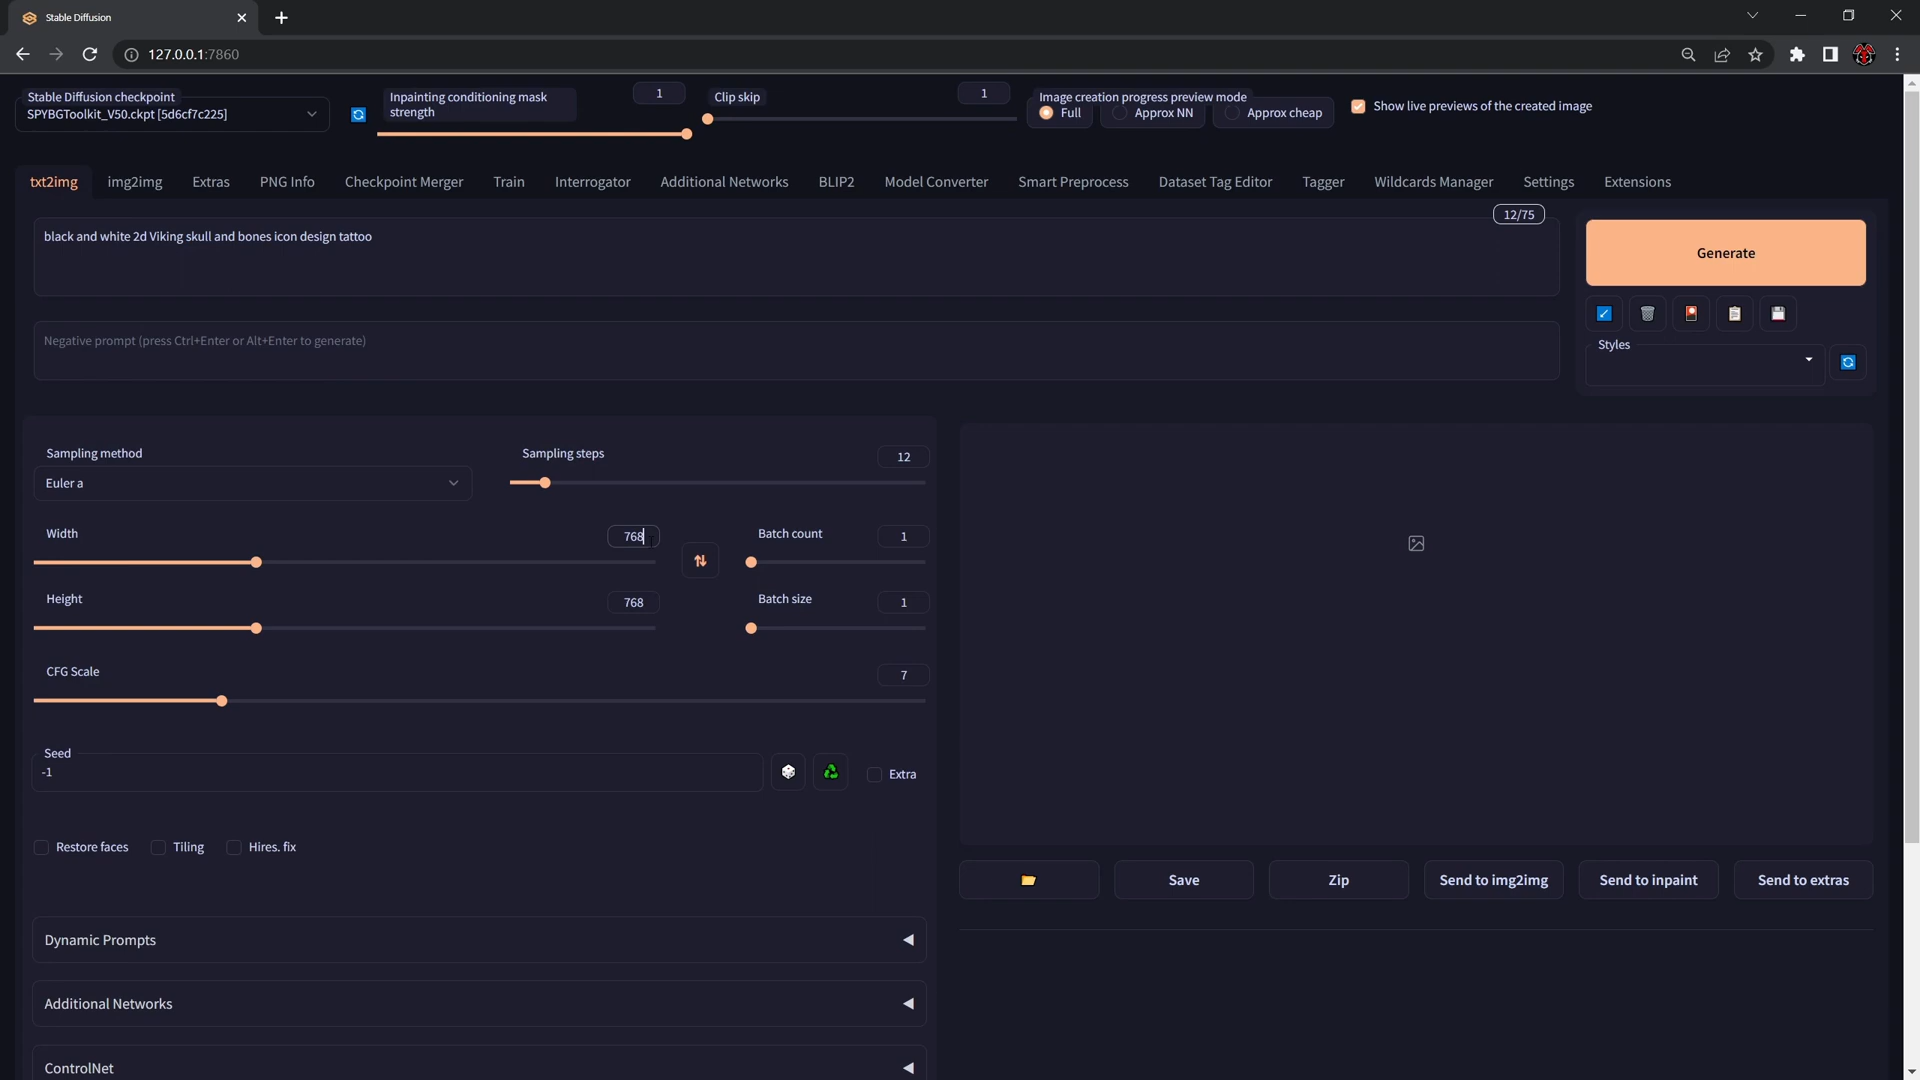 Stable Diffusion
127.0.0.1:7860
Stable Diffusion checkpoint
SPYBGToolkit_V50.ckpt [5d6cf7c225]
Inpainting conditioning mask
strength
1
Clip skip
1
Image creation progress preview mode
Full
Approx NN
Approx cheap
Show live previews of the created image
txt2img
img2img
Extras
PNG Info
Checkpoint Merger
Train
Interrogator
Additional Networks
BLIP2
Model Converter
Smart Preprocess
Dataset Tag Editor
Tagger
Wildcards Manager
Settings
Extensions
12/75
black and white 2d Viking skull and bones icon design tattoo
Generate
Negative prompt (press Ctrl+Enter or Alt+Enter to generate)
Styles
Sampling method
Euler a
Sampling steps
12
Width
768
Batch count
1
Height
768
Batch size
1
CFG Scale
7
Seed
-1
Extra
Restore faces
Tiling
Hires. fix
Save
Zip
Send to img2img
Send to inpaint
Send to extras
Dynamic Prompts
Additional Networks
ControlNet